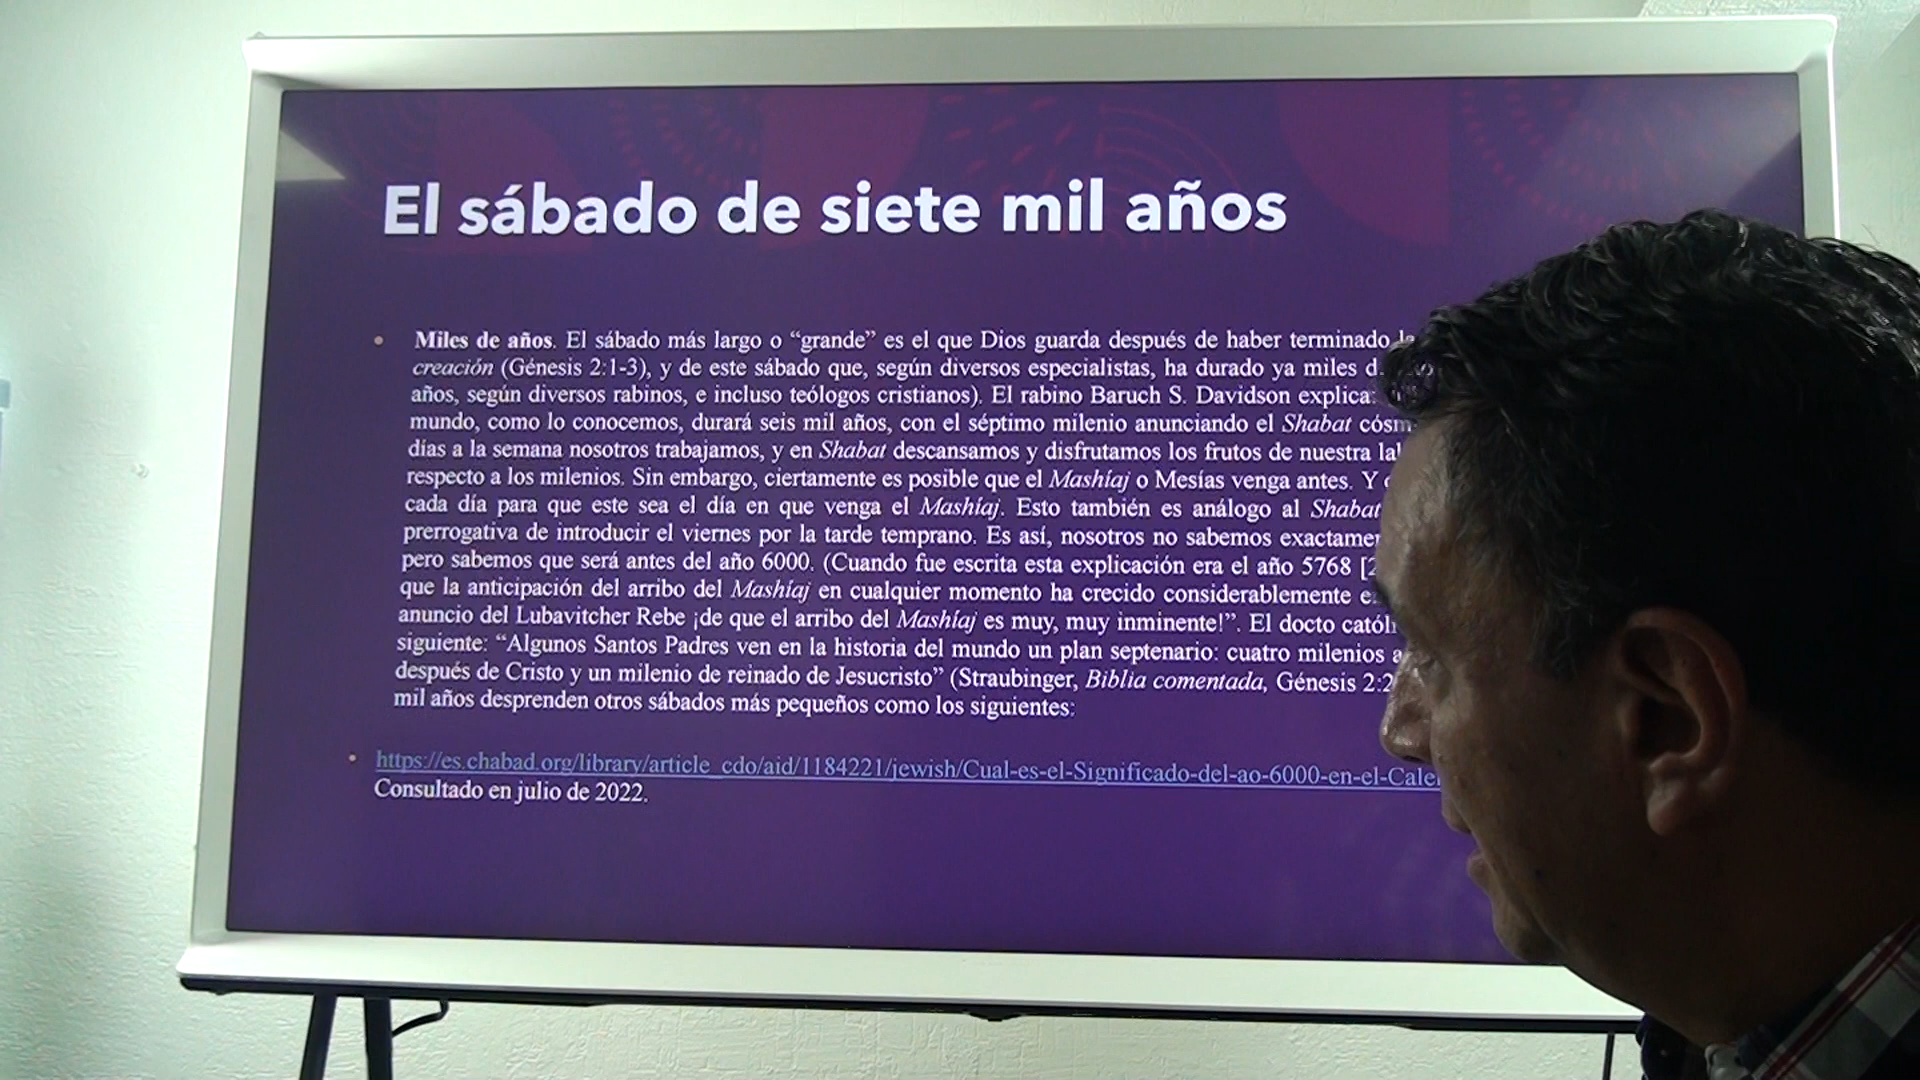 El sábado de siete mil años
Miles de años. El sábado más largo o “grande” es el que Dios guarda después de haber terminado
creación (Génesis 2:1-3), y de este sábado que, según diversos especialistas, ha durado ya miles
años, según diversos rabinos, e incluso teólogos cristianos). El rabino Baruch S. Davidson explica:
mundo, como lo conocemos, durará seis mil años, con el séptimo milenio anunciando el Shabat
días a la semana nosotros trabajamos, y en Shabat descansamos y disfrutamos los frutos de nuestra
respecto a los milenios. Sin embargo, ciertamente es posible que el Mashíaj o Mesías venga antes. Y
cada día para que este sea el día en que venga el Mashíaj. Esto también es análogo al Shabat
prerrogativa de introducir el viernes por la tarde temprano. Es así, nosotros no sabemos
pero sabemos que será antes del año 6000. (Cuando fue escrita esta explicación era el año 5768
que la anticipación del arribo del Mashíaj en cualquier momento ha crecido considerablemente
anuncio del Lubavitcher Rebe ¡de que el arribo del Mashíaj es muy, muy inminente!”. El docto
siguiente: “Algunos Santos Padres ven en la historia del mundo un plan septenario: cuatro milenios
después de Cristo y un milenio de reinado de Jesucristo” (Straubinger, Biblia comentada, Génesis 2:2
mil años desprenden otros sábados más pequeños como los siguientes:
https://es.chabad.org/library/article_cdo/aid/1184221/jewish/Cual-es-el-Significado-del-ao-6000-en-el-
Consultado en julio de 2022.